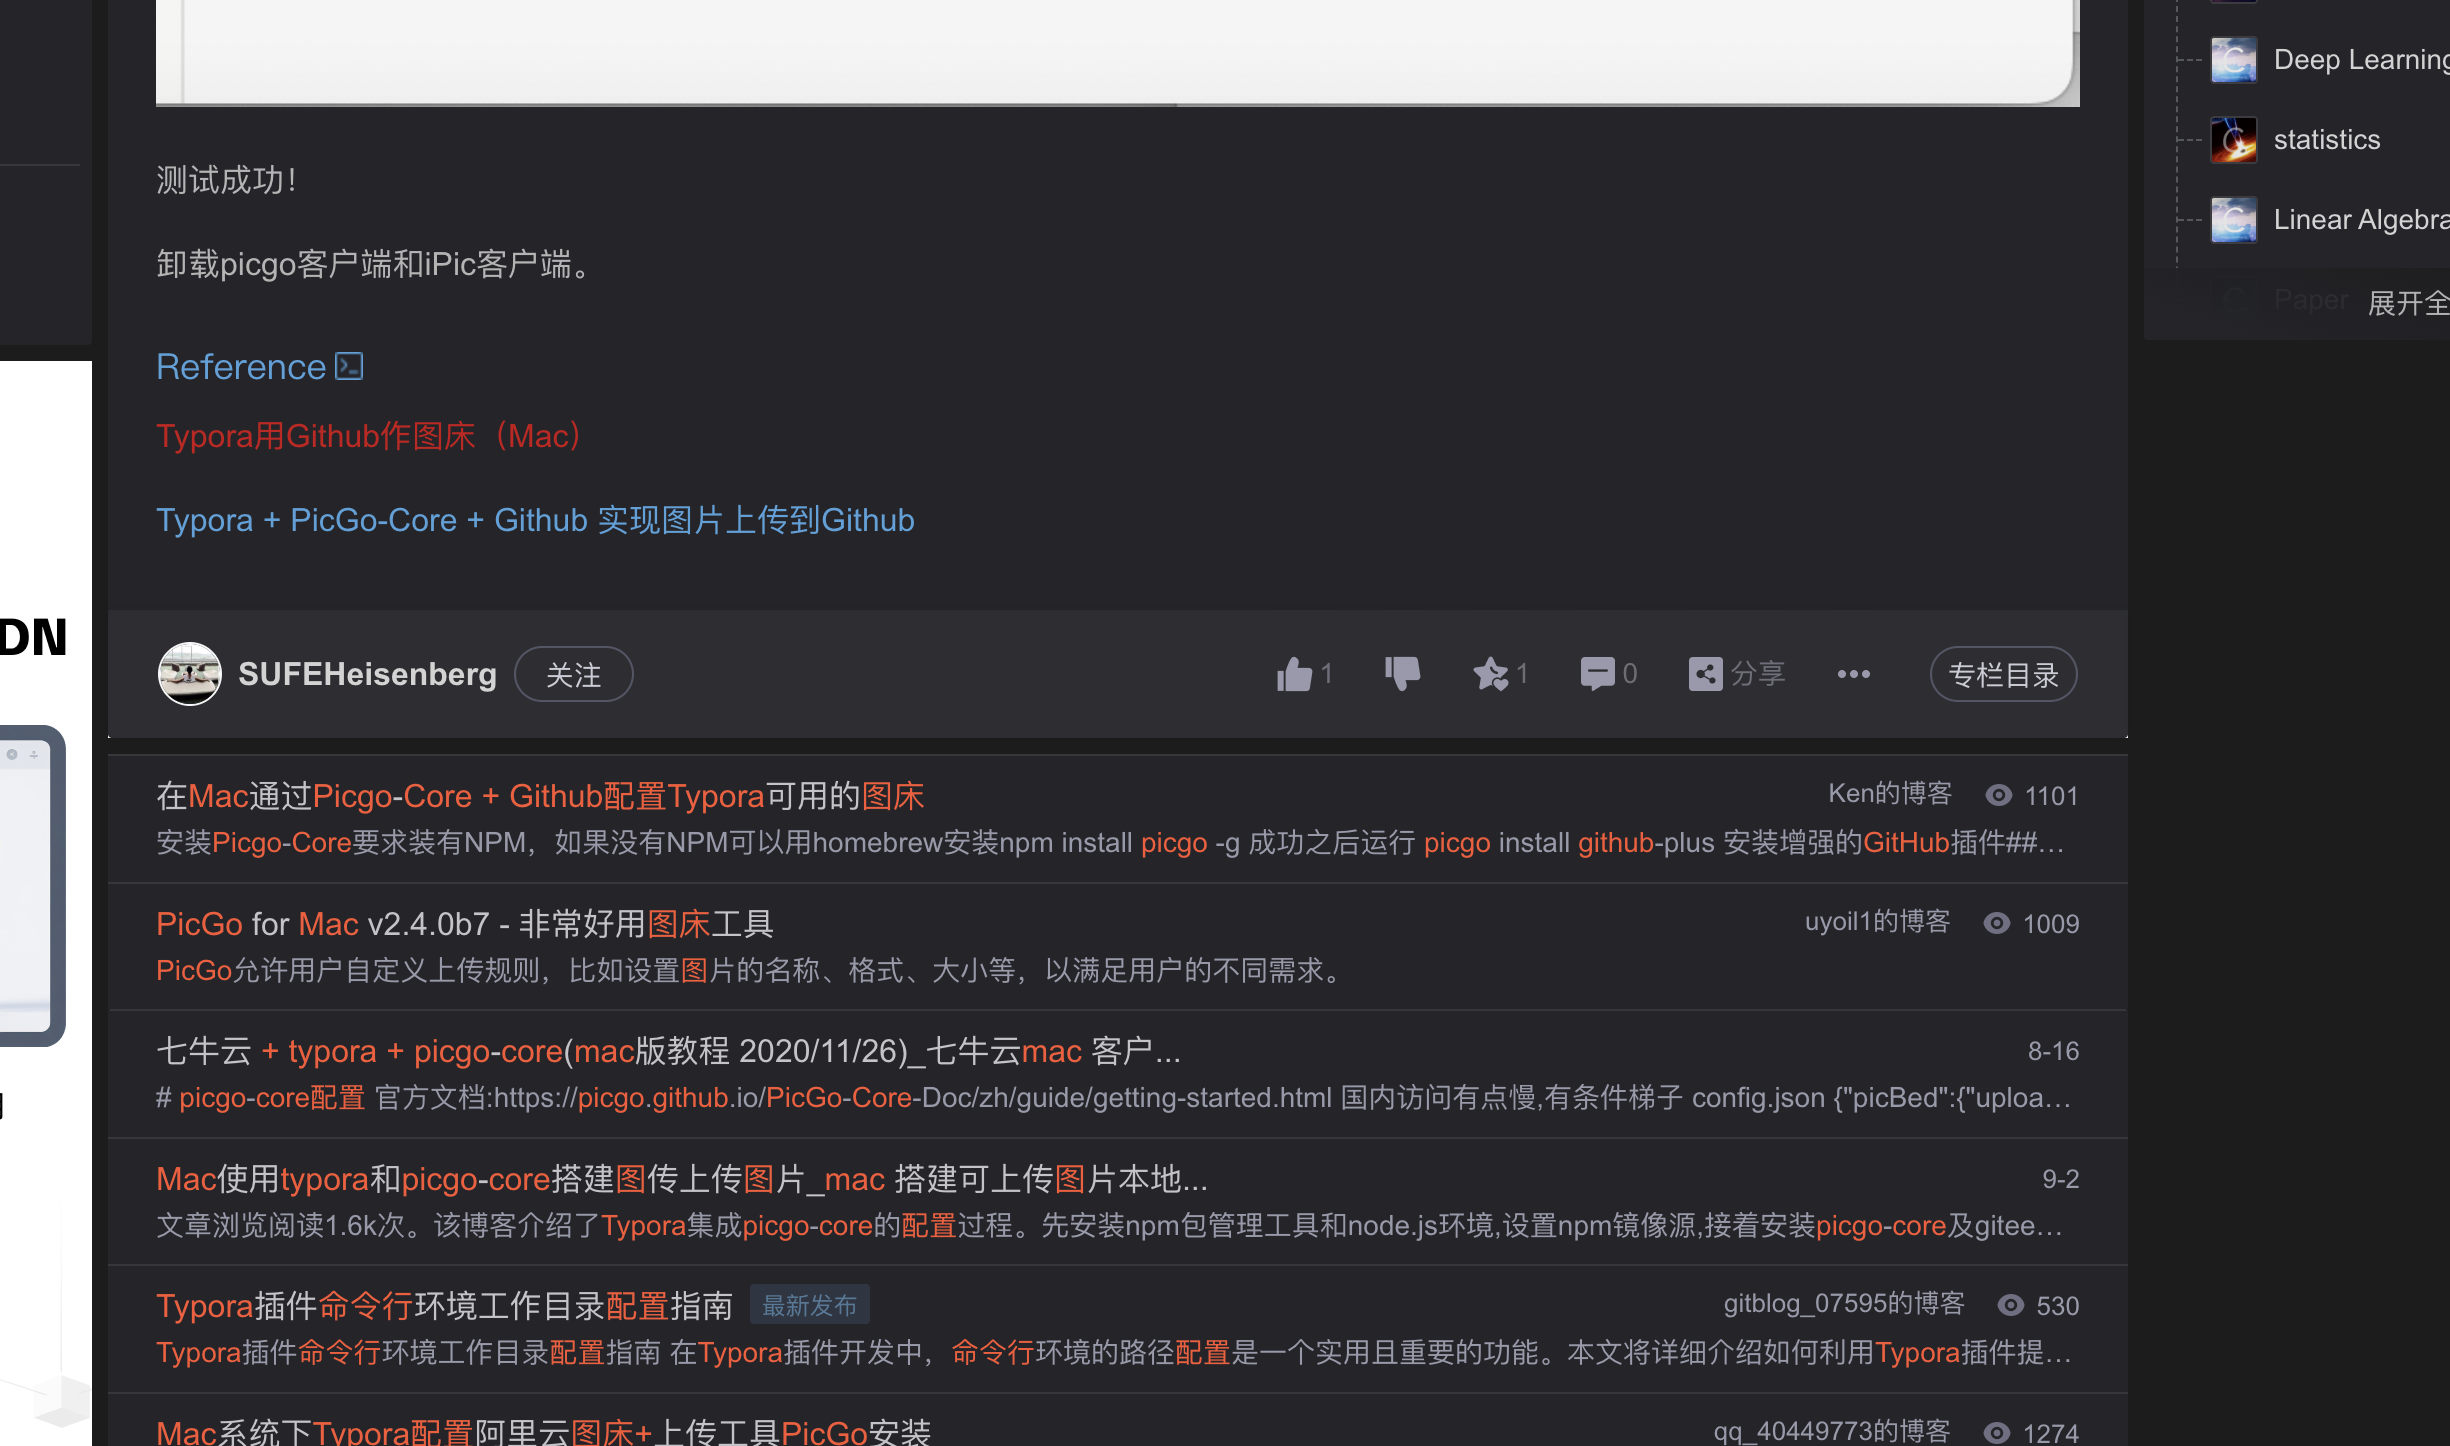 测试成功！
卸载picgo客户端和iPic客户端。
Reference
Typora用Github作图床（Mac）
Typora + PicGo-Core + Github 实现图片上传到Github
SUFEHeisenberg 关注 1 1 0 分享 专栏目录
在Mac通过Picgo-Core + Github配置Typora可用的图床 Ken的博客 1101
安装Picgo-Core要求装有NPM，如果没有NPM可以用homebrew安装npm install picgo -g 成功之后运行 picgo install github-plus 安装增强的GitHub插件##...
PicGo for Mac v2.4.0b7 - 非常好用图床工具 uyoil1的博客 1009
PicGo允许用户自定义上传规则，比如设置图片的名称、格式、大小等，以满足用户的不同需求。
七牛云 + typora + picgo-core(mac版教程 2020/11/26)_七牛云mac 客户... 8-16
# picgo-core配置 官方文档:https://picgo.github.io/PicGo-Core-Doc/zh/guide/getting-started.html 国内访问有点慢,有条件梯子 config.json {"picBed":{"uploa...
Mac使用typora和picgo-core搭建图传上传图片_mac 搭建可上传图片本地... 9-2
文章浏览阅读1.6k次。该博客介绍了Typora集成picgo-core的配置过程。先安装npm包管理工具和node.js环境,设置npm镜像源,接着安装picgo-core及gitee...
Typora插件命令行环境工作目录配置指南 最新发布 gitblog_07595的博客 530
Typora插件命令行环境工作目录配置指南 在Typora插件开发中，命令行环境的路径配置是一个实用且重要的功能。本文将详细介绍如何利用Typora插件提...
Mac系统下Typora配置阿里云图床+上传工具PicGo安装 qq_40449773的博客 1274
Deep Learning
statistics
Linear Algebra
Paper 展开全
DN